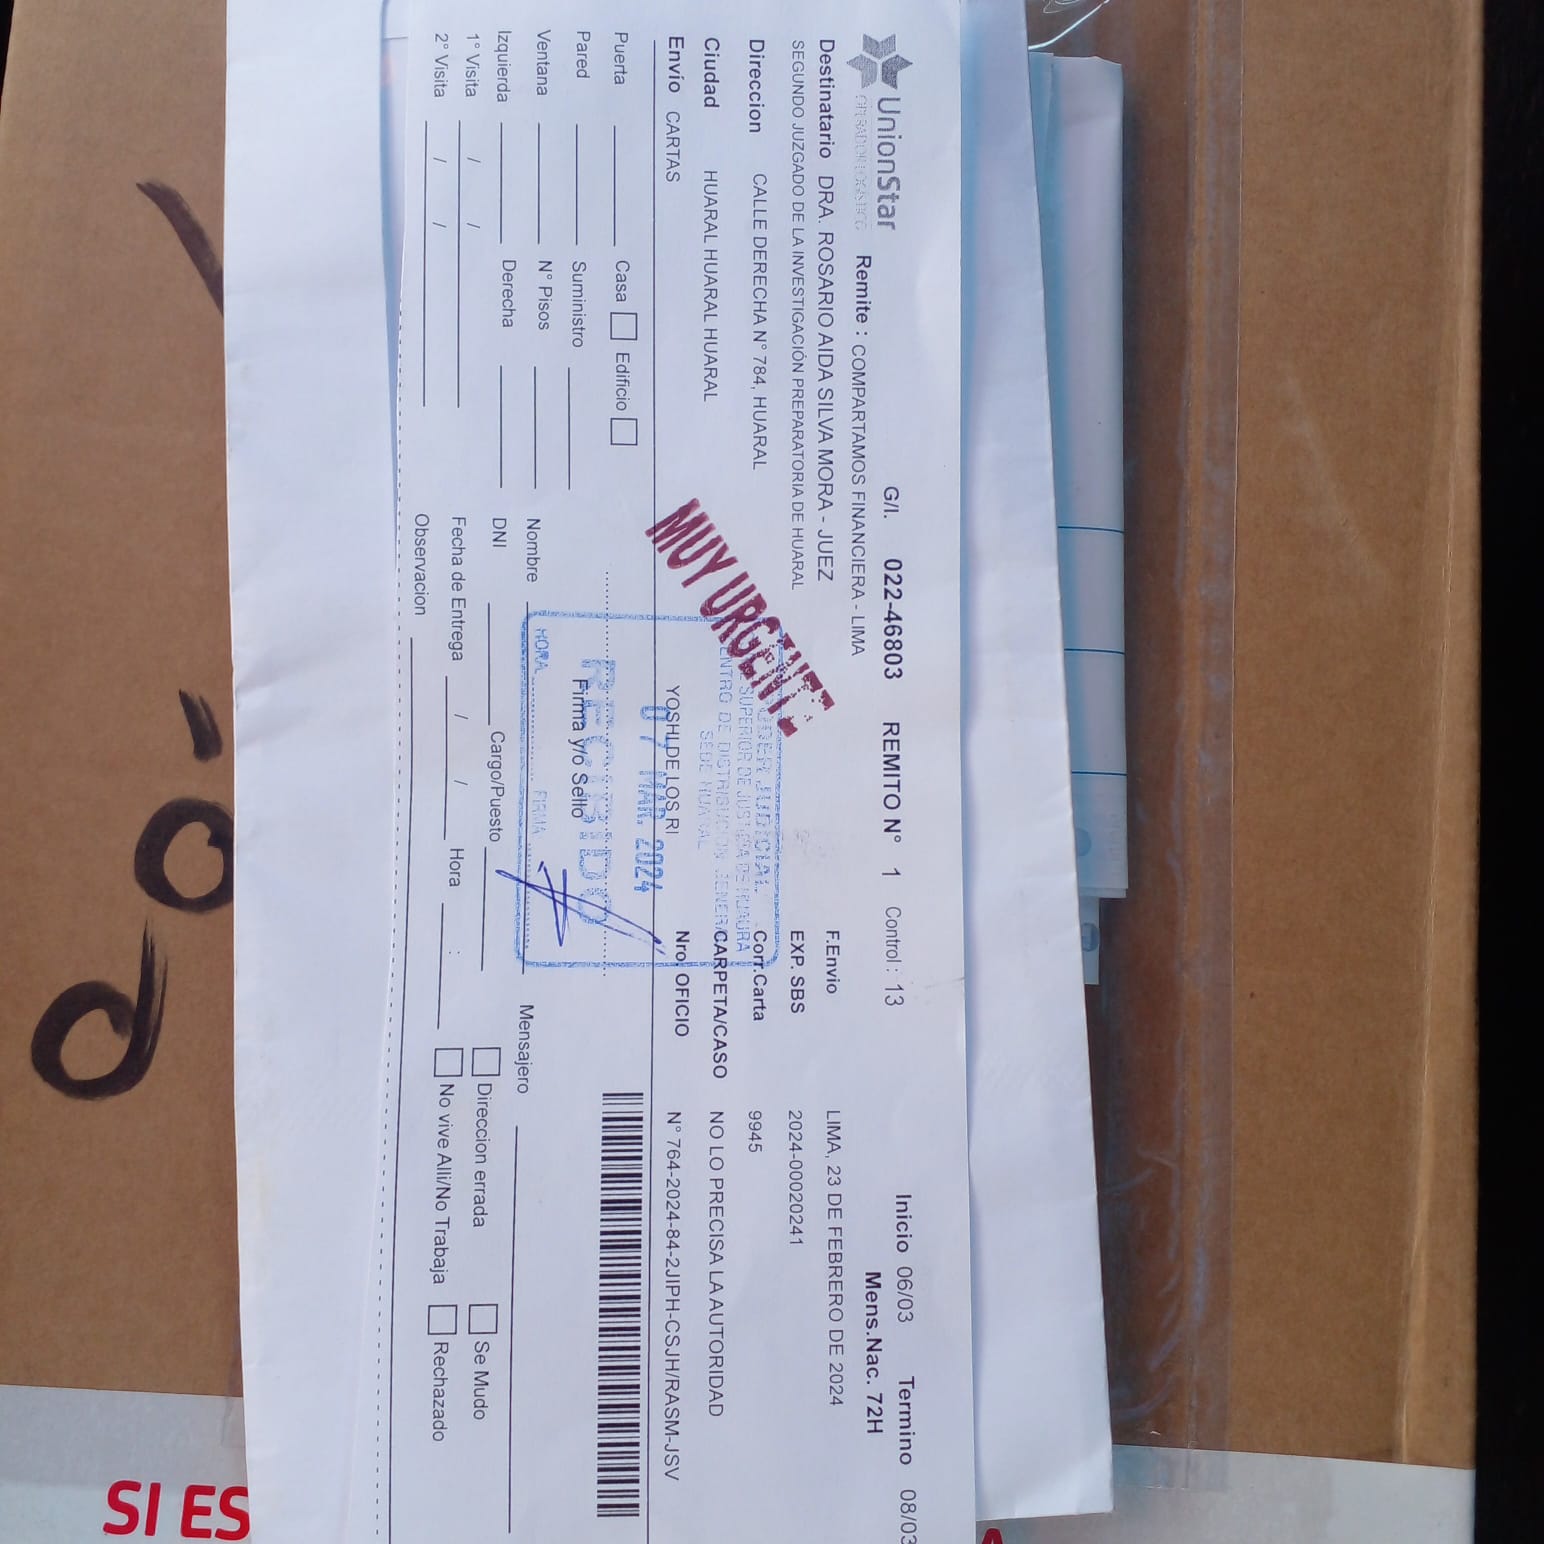 UnionStar
OPERADOR LOGISTICO
Remite : COMPARTAMOS FINANCIERA - LIMA
G/I. 022-46803 REMITO N° 1 Control : 13
Inicio 06/03 Termino 08/03
Mens.Nac. 72H
Destinatario DRA. ROSARIO AIDA SILVA MORA - JUEZ
SEGUNDO JUZGADO DE LA INVESTIGACIÓN PREPARATORIA DE HUARAL
Direccion CALLE DERECHA N° 784, HUARAL
Ciudad HUARAL HUARAL HUARAL
Envio CARTAS
YOSHI DE LOS RI
F.Envio LIMA, 23 DE FEBRERO DE 2024
EXP. SBS 2024-00020241
Corr.Carta 9945
CARPETA/CASO NO LO PRECISA LA AUTORIDAD
Nro. OFICIO N° 764-2024-84-2JIPH-CSJH/RASM-JSV
MUY URGENTE
PODER JUDICIAL
SUPERIOR DE JUSTICIA DE HUAURA
CENTRO DE DISTRIBUCION GENERAL
SEDE HUARAL
07 MAR. 2024
RECIBIDO
HORA FIRMA
Puerta Casa Edificio
Pared Suministro
Ventana N° Pisos
Izquierda Derecha
1° Visita / /
2° Visita / /
Firma y/o Sello
Nombre
DNI Cargo/Puesto
Fecha de Entrega / / Hora :
Observacion
Mensajero
Direccion errada Se Mudo
No vive Alli/No Trabaja Rechazado
SI ES
A